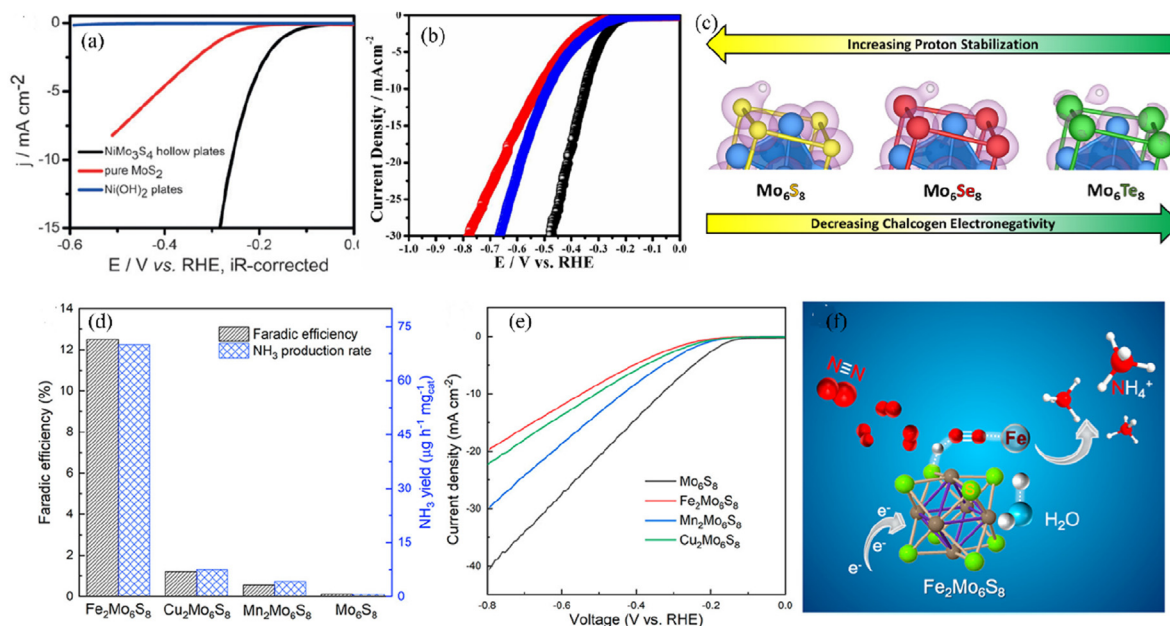 (a)
0
-5
-10
-15
j / mA cm-2
NiMo3S4 hollow plates
pure MoS2
Ni(OH)2 plates
-0.6
-0.4
-0.2
0.0
E / V vs. RHE, iR-corrected
(b)
0
-5
-10
-15
-20
-25
-30
Current Density / mAcm-2
-1.0 -0.9 -0.8 -0.7 -0.6 -0.5 -0.4 -0.3 -0.2 -0.1 0.0
E / V vs. RHE
(c)
Increasing Proton Stabilization
Mo6S8
Mo6Se8
Mo6Te8
Decreasing Chalcogen Electronegativity
(d)
14
12
10
8
6
4
2
0
Faradic efficiency (%)
Faradic efficiency
NH3 production rate
75
60
45
30
15
0
NH3 yield (μg h-1 mgcat-1)
Fe2Mo6S8 Cu2Mo6S8 Mn2Mo6S8 Mo6S8
(e)
0
-10
-20
-30
-40
Current density (mA cm-2)
Mo6S8
Fe2Mo6S8
Mn2Mo6S8
Cu2Mo6S8
-0.8 -0.6 -0.4 -0.2 0.0
Voltage (V vs. RHE)
(f)
N≡N
NH4+
Fe
S
H2O
e-
e-
e-
Fe2Mo6S8